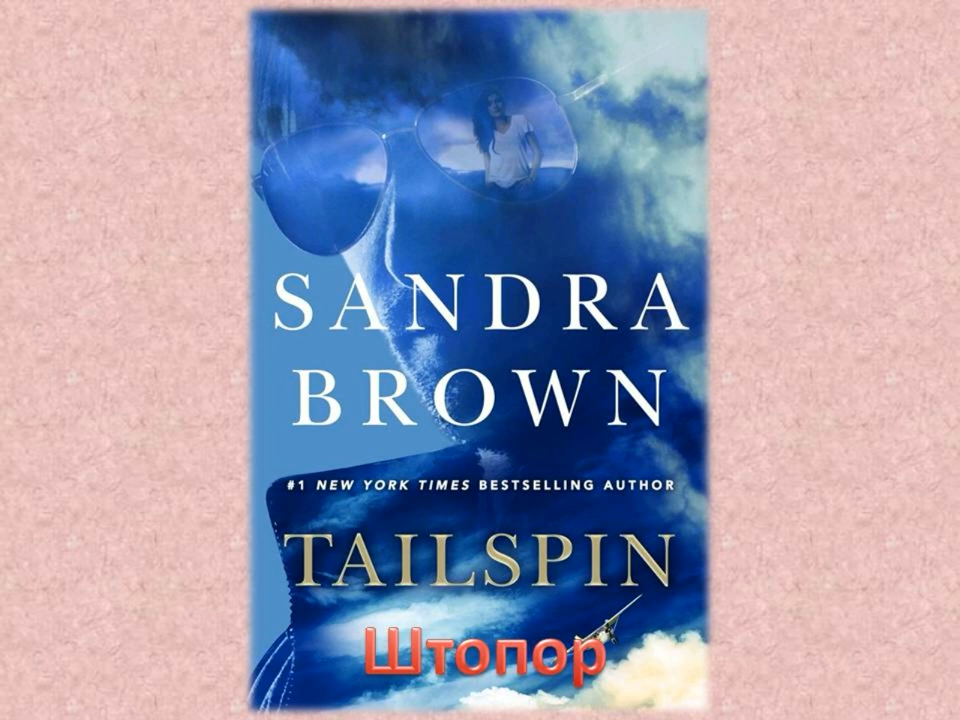 SANDRA
BROWN
#1 NEW YORK TIMES BESTSELLING AUTHOR
TAILSPIN
Штопор